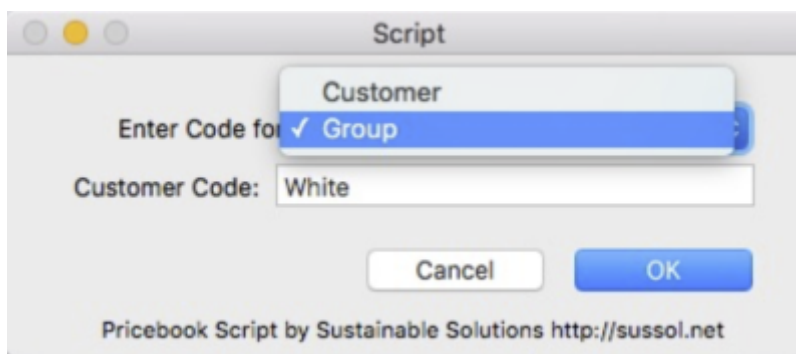 Script
Customer
Enter Code fo
✓ Group
Customer Code: White
Cancel OK
Pricebook Script by Sustainable Solutions http://sussol.net